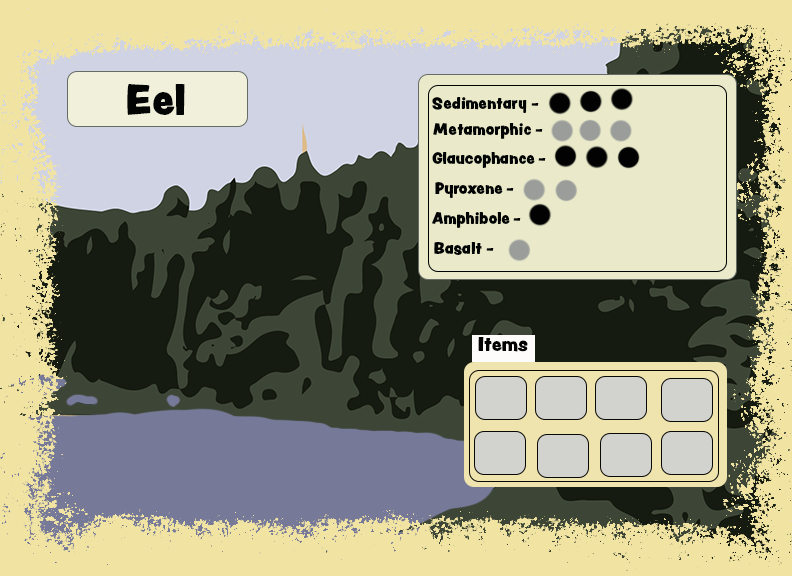 Eel
Sedimentary -
Metamorphic -
Glaucophance -
Pyroxene -
Amphibole -
Basalt -
Items